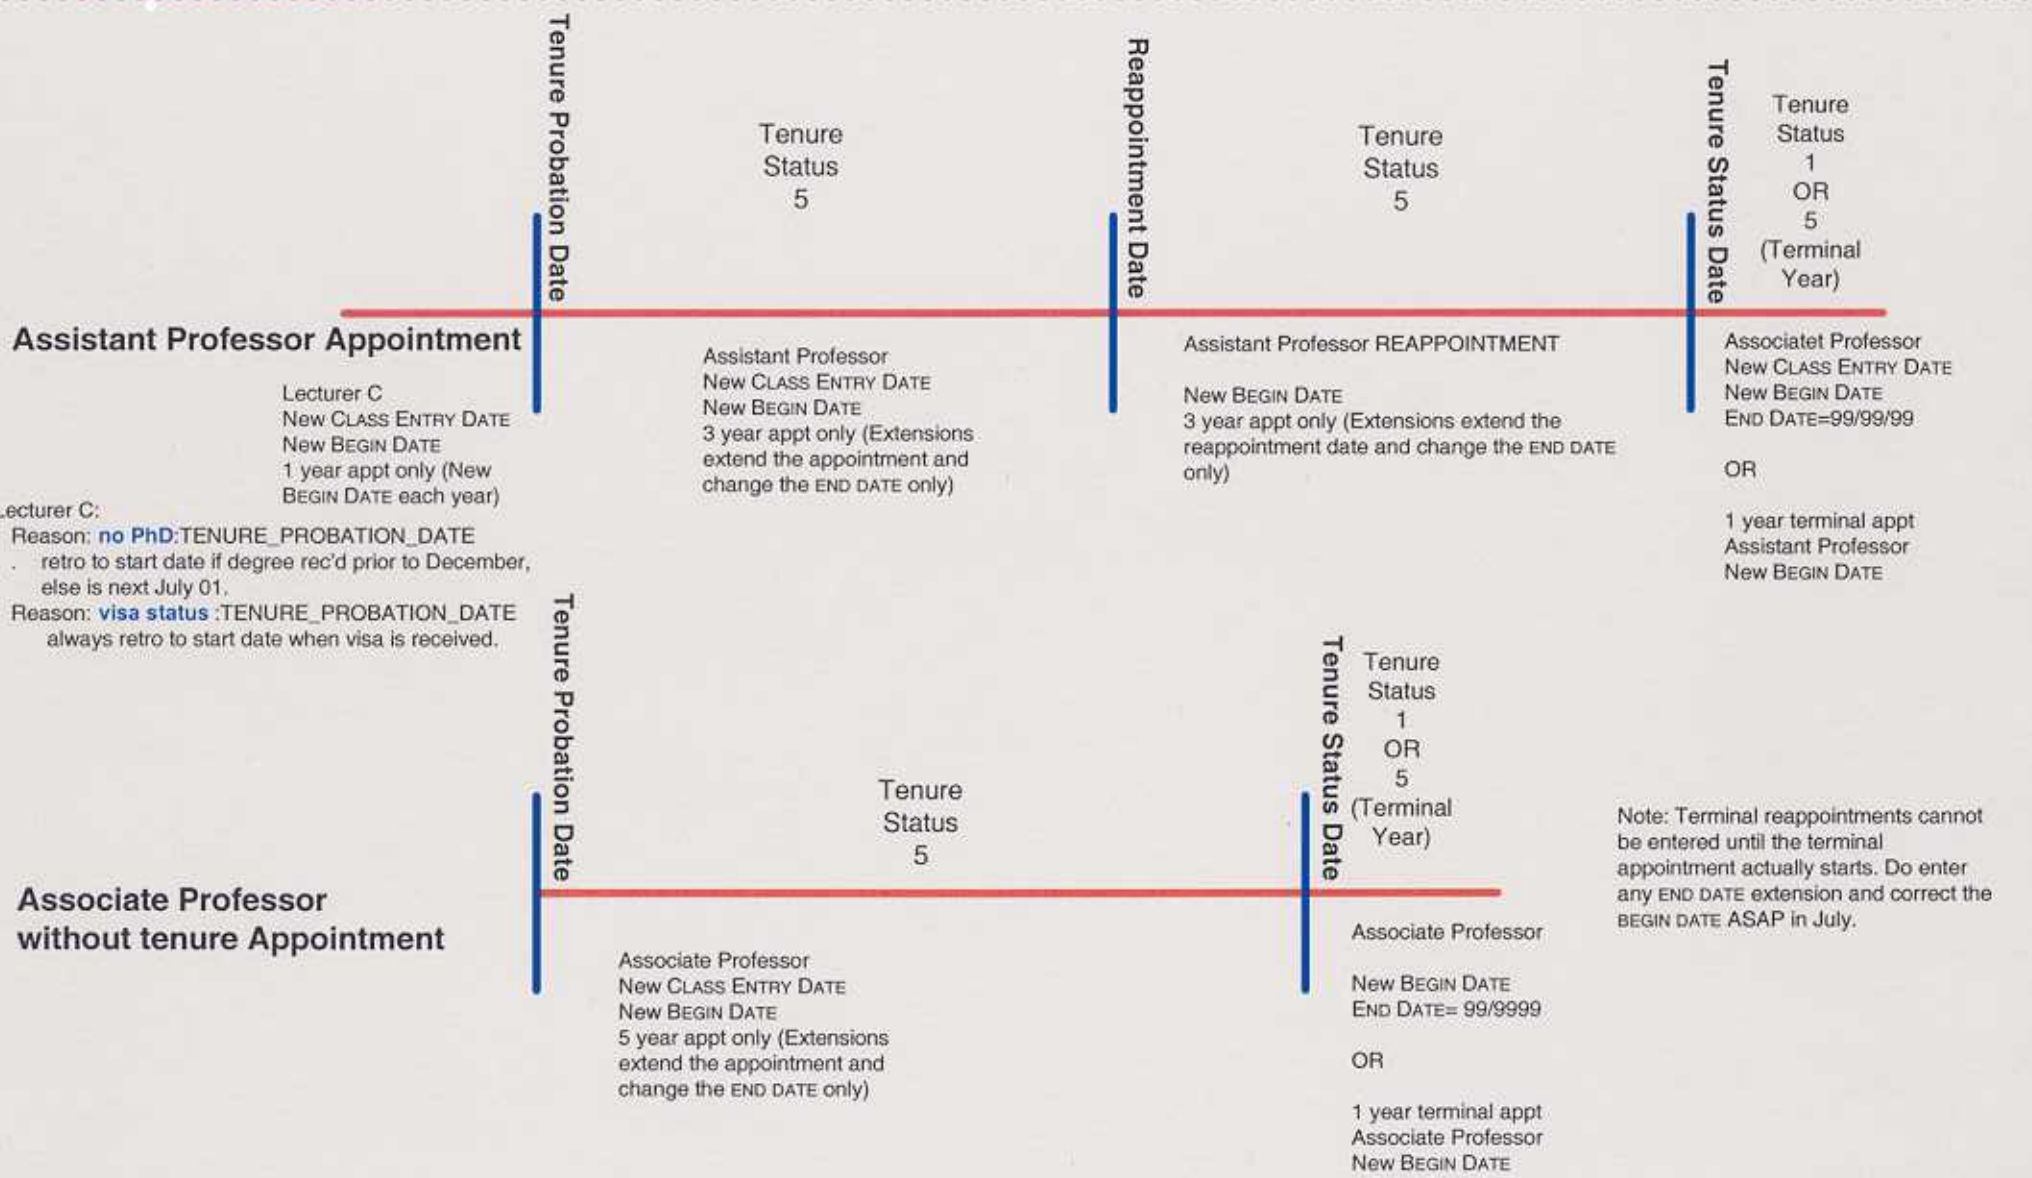 Tenure Probation Date
Tenure
Status
5
Reappointment Date
Tenure
Status
5
Tenure Status Date
Tenure
Status
1
OR
5
(Terminal
Year)
Assistant Professor Appointment
Lecturer C
New CLASS ENTRY DATE
New BEGIN DATE
1 year appt only (New
BEGIN DATE each year)
Lecturer C:
Reason: no PhD:TENURE_PROBATION_DATE
. retro to start date if degree rec'd prior to December,
else is next July 01.
Reason: visa status :TENURE_PROBATION_DATE
always retro to start date when visa is received.
Assistant Professor
New CLASS ENTRY DATE
New BEGIN DATE
3 year appt only (Extensions
extend the appointment and
change the END DATE only)
Assistant Professor REAPPOINTMENT
New BEGIN DATE
3 year appt only (Extensions extend the
reappointment date and change the END DATE
only)
Associatet Professor
New CLASS ENTRY DATE
New BEGIN DATE
END DATE=99/99/99
OR
1 year terminal appt
Assistant Professor
New BEGIN DATE
Tenure Probation Date
Tenure
Status
5
Tenure Status Date
Tenure
Status
1
OR
5
(Terminal
Year)
Associate Professor
without tenure Appointment
Associate Professor
New CLASS ENTRY DATE
New BEGIN DATE
5 year appt only (Extensions
extend the appointment and
change the END DATE only)
Associate Professor
New BEGIN DATE
END DATE= 99/9999
OR
1 year terminal appt
Associate Professor
New BEGIN DATE
Note: Terminal reappointments cannot
be entered until the terminal
appointment actually starts. Do enter
any END DATE extension and correct the
BEGIN DATE ASAP in July.